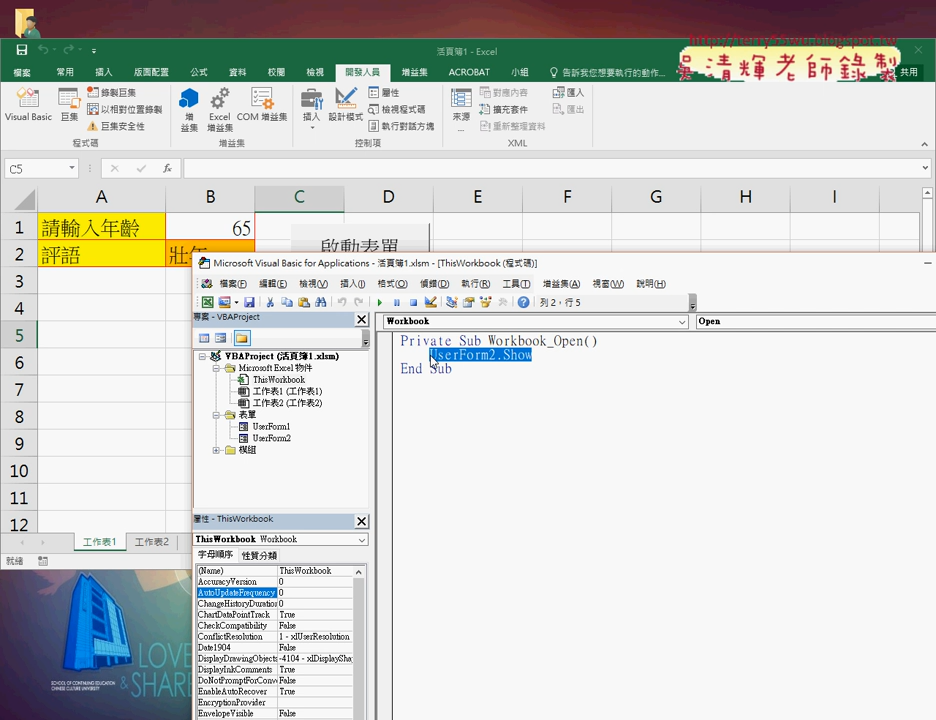 http://terry55wu.blogspot.tw
吳清輝老師錄製
活頁簿1 - Excel
檔案 常用 插入 版面配置 公式 資料 校閱 檢視 開發人員 增益集 ACROBAT 小組 告訴我您想要執行的動作... 共用
Visual Basic 巨集 錄製巨集 以相對位置錄製 巨集安全性 程式碼
增益集 Excel 增益集 COM 增益集 增益集
插入 設計模式 屬性 檢視程式碼 執行對話方塊 控制項
來源... 對應內容 擴充套件 重新整理資料 匯入 匯出 XML
C5 fx
A B C D E F G H I
1 請輸入年齡 65
2 評語 壯年 啟動表單
3
4
5
6
7
8
9
10
11
12
工作表1 工作表2
就緒
Microsoft Visual Basic for Applications - 活頁簿1.xlsm - [ThisWorkbook (程式碼)]
檔案(F) 編輯(E) 檢視(V) 插入(I) 格式(O) 偵錯(D) 執行(R) 工具(T) 增益集(A) 視窗(W) 說明(H)
列 2，行 5
專案 - VBAProject
VBAProject (活頁簿1.xlsm)
Microsoft Excel 物件
ThisWorkbook
工作表1 (工作表1)
工作表2 (工作表2)
表單
UserForm1
UserForm2
模組
Workbook Open
Private Sub Workbook_Open()
UserForm2.Show
End Sub
屬性 - ThisWorkbook
ThisWorkbook Workbook
字母順序 性質分類
(Name) ThisWorkbook
AccuracyVersion 0
AutoUpdateFrequency 0
ChangeHistoryDuration 0
ChartDataPointTrack True
CheckCompatibility False
ConflictResolution 1 - xlUserResolution
Date1904 False
DisplayDrawingObjects -4104 - xlDisplaySha
DisplayInkComments True
DoNotPromptForConv False
EnableAutoRecover True
EncryptionProvider
EnvelopeVisible False
LOVE
& SHARE
SCHOOL OF CONTINUING EDUCATION
CHINESE CULTURE UNIVERSITY